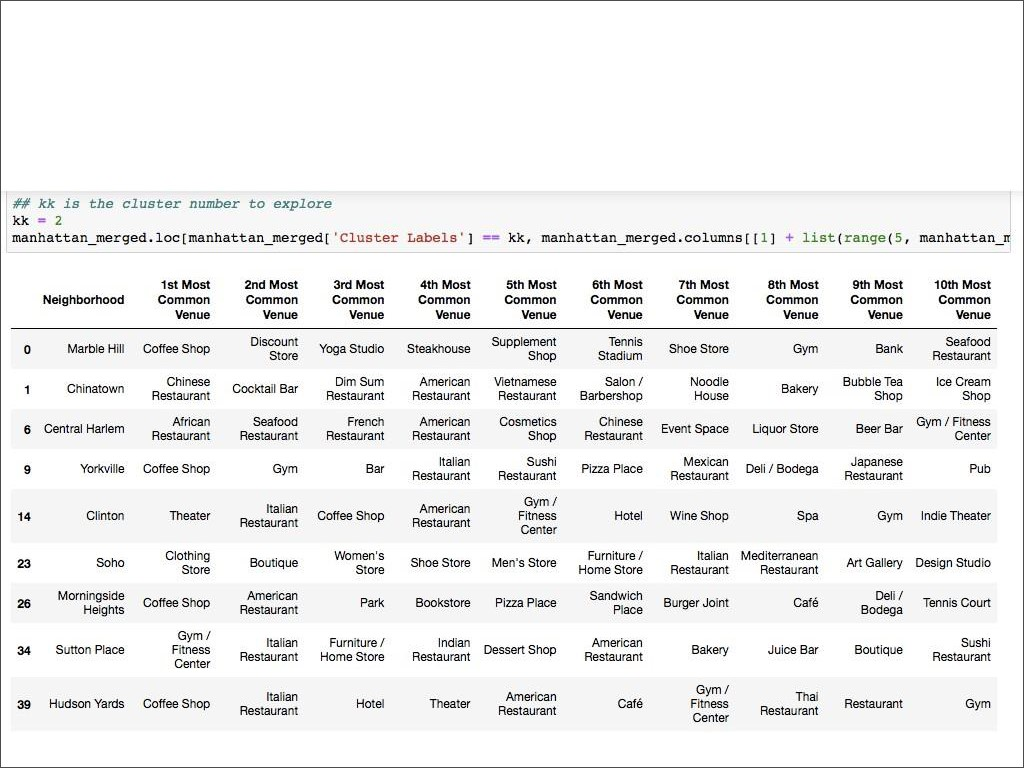 ## kk is the cluster number to explore
kk = 2
manhattan_merged.loc[manhattan_merged['Cluster Labels'] == kk, manhattan_merged.columns[[1] + list(range(5, manhattan_m
Neighborhood 1st Most Common Venue 2nd Most Common Venue 3rd Most Common Venue 4th Most Common Venue 5th Most Common Venue 6th Most Common Venue 7th Most Common Venue 8th Most Common Venue 9th Most Common Venue 10th Most Common Venue
0 Marble Hill Coffee Shop Discount Store Yoga Studio Steakhouse Supplement Shop Tennis Stadium Shoe Store Gym Bank Seafood Restaurant
1 Chinatown Chinese Restaurant Cocktail Bar Dim Sum Restaurant American Restaurant Vietnamese Restaurant Salon / Barbershop Noodle House Bakery Bubble Tea Shop Ice Cream Shop
6 Central Harlem African Restaurant Seafood Restaurant French Restaurant American Restaurant Cosmetics Shop Chinese Restaurant Event Space Liquor Store Beer Bar Gym / Fitness Center
9 Yorkville Coffee Shop Gym Bar Italian Restaurant Sushi Restaurant Pizza Place Mexican Restaurant Deli / Bodega Japanese Restaurant Pub
14 Clinton Theater Italian Restaurant Coffee Shop American Restaurant Gym / Fitness Center Hotel Wine Shop Spa Gym Indie Theater
23 Soho Clothing Store Boutique Women's Store Shoe Store Men's Store Furniture / Home Store Italian Restaurant Mediterranean Restaurant Art Gallery Design Studio
26 Morningside Heights Coffee Shop American Restaurant Park Bookstore Pizza Place Sandwich Place Burger Joint Café Deli / Bodega Tennis Court
34 Sutton Place Gym / Fitness Center Italian Restaurant Furniture / Home Store Indian Restaurant Dessert Shop American Restaurant Bakery Juice Bar Boutique Sushi Restaurant
39 Hudson Yards Coffee Shop Italian Restaurant Hotel Theater American Restaurant Café Gym / Fitness Center Thai Restaurant Restaurant Gym